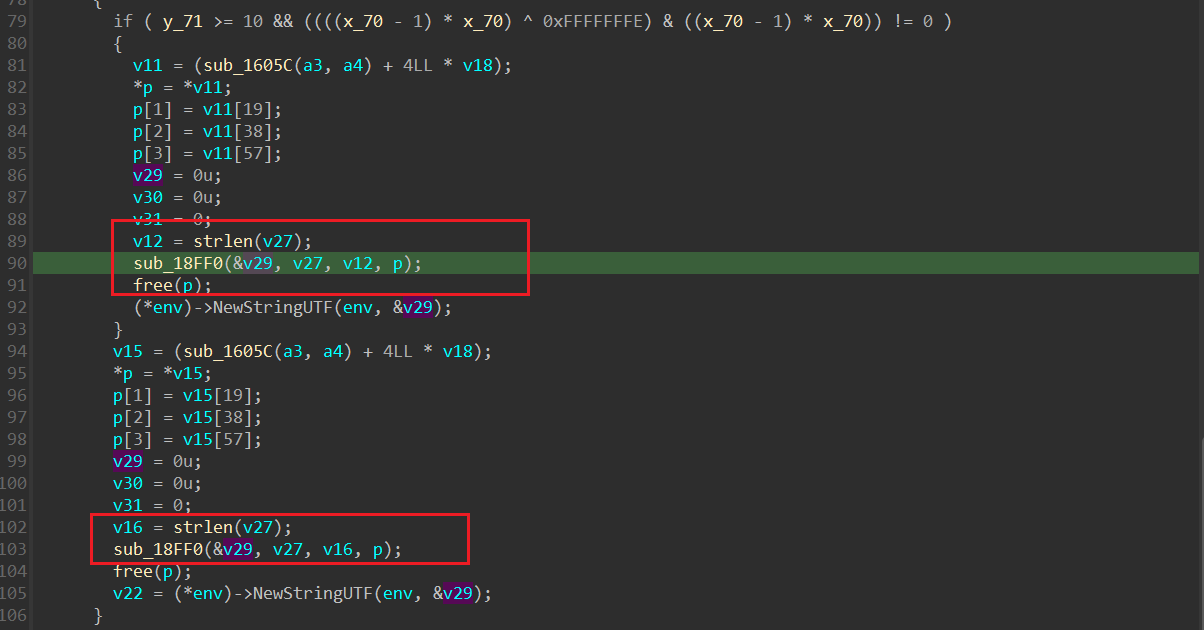 78 {
79 if ( y_71 >= 10 && ((((x_70 - 1) * x_70) ^ 0xFFFFFFFE) & ((x_70 - 1) * x_70)) != 0 )
80 {
81 v11 = (sub_1605C(a3, a4) + 4LL * v18);
82 *p = *v11;
83 p[1] = v11[19];
84 p[2] = v11[38];
85 p[3] = v11[57];
86 v29 = 0u;
87 v30 = 0u;
88 v31 = 0;
89 v12 = strlen(v27);
90 sub_18FF0(&v29, v27, v12, p);
91 free(p);
92 (*env)->NewStringUTF(env, &v29);
93 }
94 v15 = (sub_1605C(a3, a4) + 4LL * v18);
95 *p = *v15;
96 p[1] = v15[19];
97 p[2] = v15[38];
98 p[3] = v15[57];
99 v29 = 0u;
100 v30 = 0u;
101 v31 = 0;
102 v16 = strlen(v27);
103 sub_18FF0(&v29, v27, v16, p);
104 free(p);
105 v22 = (*env)->NewStringUTF(env, &v29);
106 }